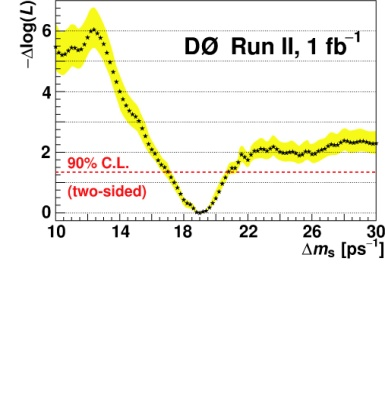 −Δlog(L)
DØ Run II, 1 fb⁻¹
6
4
2
0
90% C.L.
(two-sided)
10 14 18 22 26 30
Δmₛ [ps⁻¹]